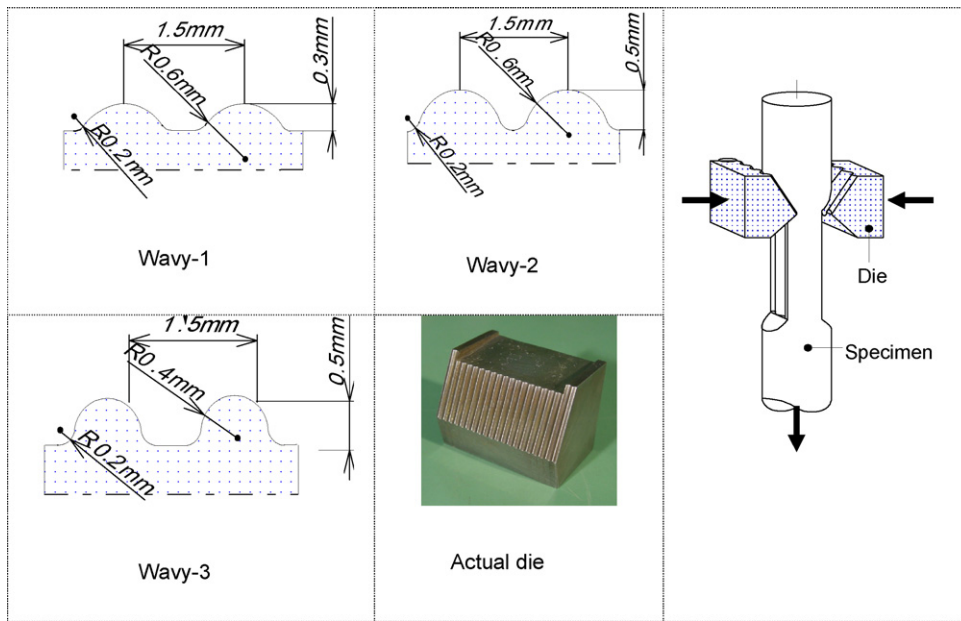 1.5mm
R0.6mm
0.3mm
R0.2mm
Wavy-1
1.5mm
R0.6mm
0.5mm
R0.2mm
Wavy-2
Die
Specimen
1.5mm
R0.4mm
0.5mm
R0.2mm
Wavy-3
Actual die